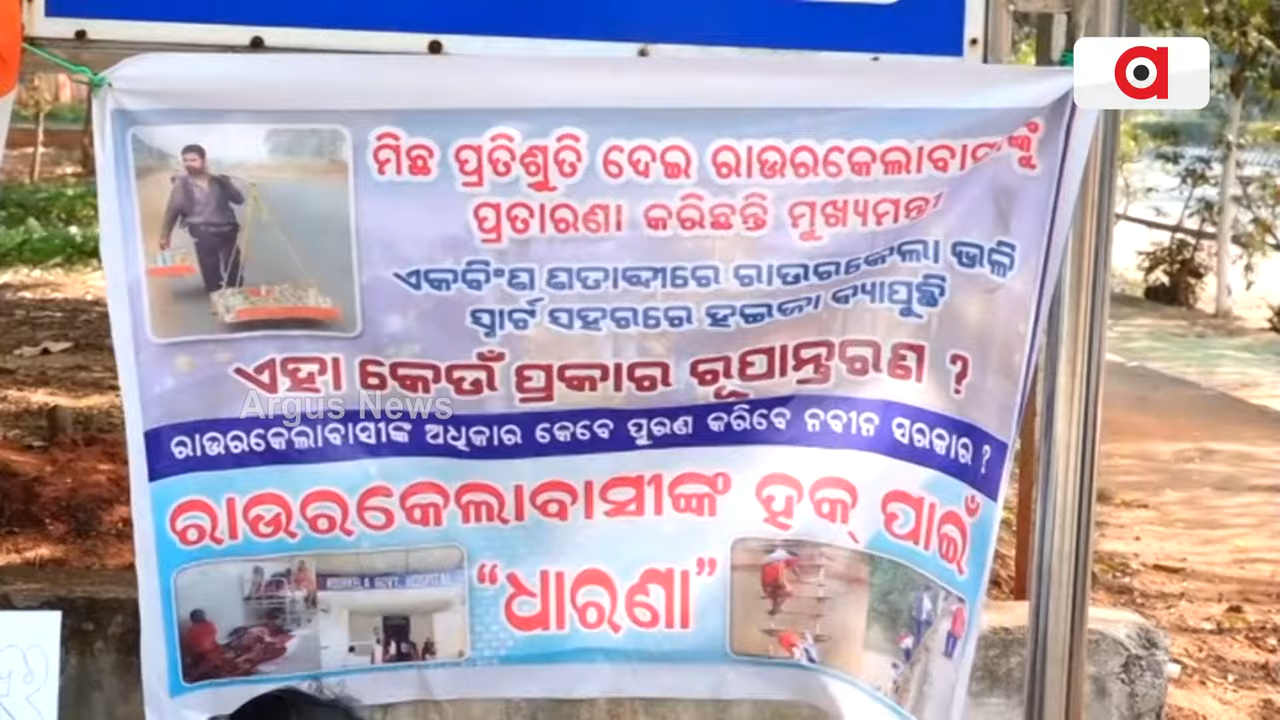 ମିଛ ପ୍ରତିଶ୍ରୁତି ଦେଇ ରାଉରକେଲାବାସୀଙ୍କୁ
ପ୍ରତାରଣା କରିଛନ୍ତି ମୁଖ୍ୟମନ୍ତ୍ରୀ
ଏକବିଂଶ ଶତାବ୍ଦୀରେ ରାଉରକେଲା ଭଳି
ସ୍ମାର୍ଟ ସହରରେ ହଇଜା ବ୍ୟାପୁଛି
ଏହା କେଉଁ ପ୍ରକାର ରୂପାନ୍ତରଣ ?
Argus News
ରାଉରକେଲାବାସୀଙ୍କ ଅଧିକାର କେବେ ପୁରଣ କରିବେ ନବୀନ ସରକାର ?
ରାଉରକେଲାବାସୀଙ୍କ ହକ୍ ପାଇଁ
“ଧାରଣା”